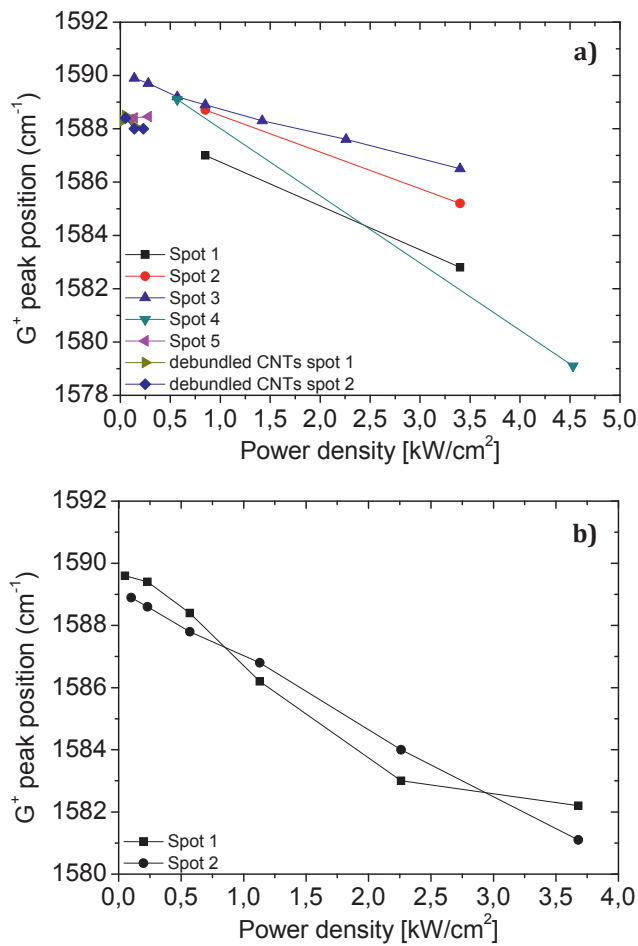 a)
1592
1590
1588
1586
1584
1582
1580
1578
G+ peak position (cm-1)
Spot 1
Spot 2
Spot 3
Spot 4
Spot 5
debundled CNTs spot 1
debundled CNTs spot 2
0,0 0,5 1,0 1,5 2,0 2,5 3,0 3,5 4,0 4,5 5,0
Power density [kW/cm2]
b)
1592
1590
1588
1586
1584
1582
1580
G+ peak position (cm-1)
Spot 1
Spot 2
0,0 0,5 1,0 1,5 2,0 2,5 3,0 3,5 4,0
Power density [kW/cm2]